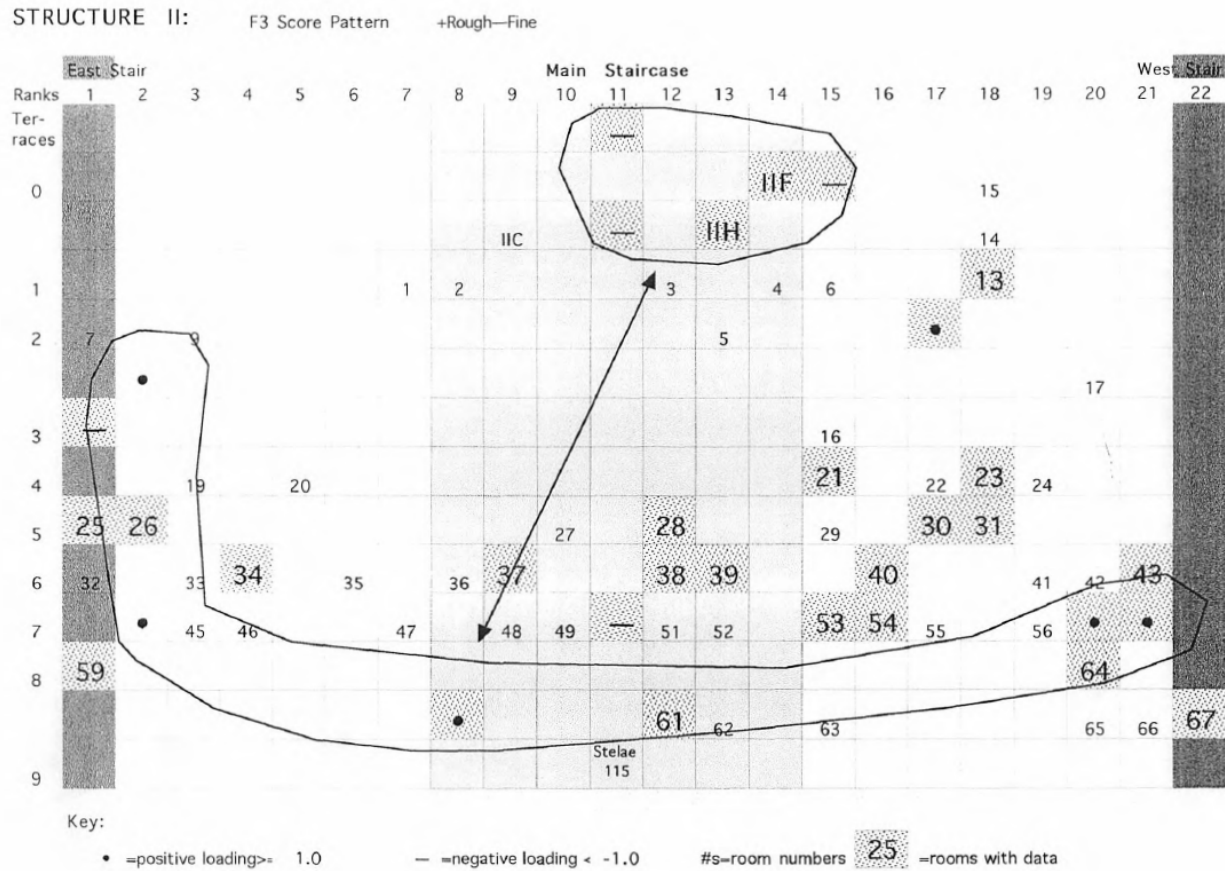 STRUCTURE II: F3 Score Pattern +Rough—Fine
East Stair Main Staircase West Stair
Ranks 1 2 3 4 5 6 7 8 9 10 11 12 13 14 15 16 17 18 19 20 21 22
Ter-
races
—
0 IIF — 15
IIC — IIH 14
13
1 1 2 3 4 6
•
2 7 9 5
•
17
3 — 16
4 19 20 21 22 23 24
5 25 26 27 28 29 30 31
6 32 33 34 35 36 37 38 39 40 41 42 43
7 • 45 46 47 48 49 — 51 52 53 54 55 56 • •
8 59 64
• 61 62 63 65 66 67
Stelae
115
9
Key:
• =positive loading>= 1.0 — =negative loading < -1.0 #s=room numbers 25 =rooms with data